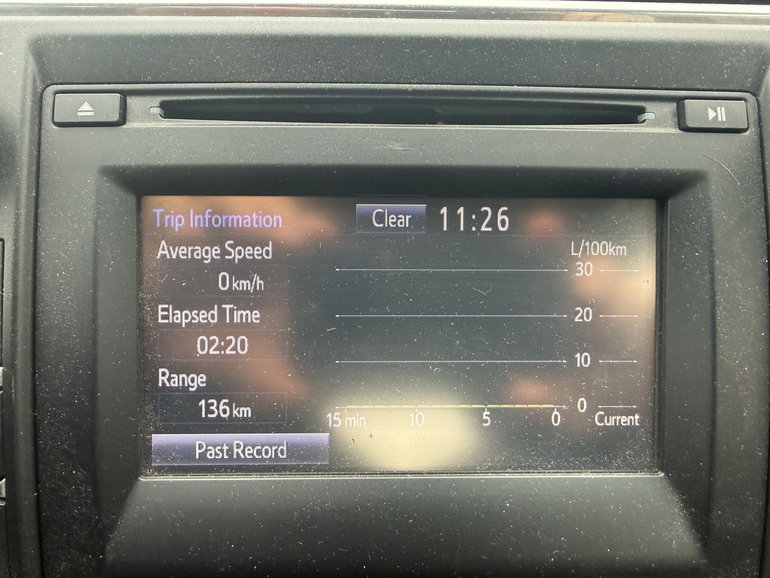 Trip Information Clear 11:26
Average Speed
0 km/h
Elapsed Time
02:20
Range
136 km
Past Record
L/100km
30
20
10
0
15 min 10 5 0 Current